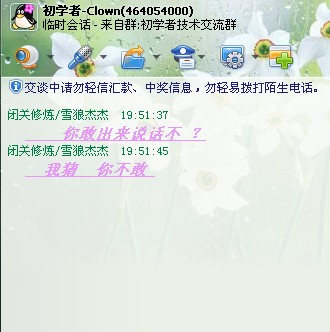 初学者-Clown(464054000)
临时会话 - 来自群:初学者技术交流群
交谈中请勿轻信汇款、中奖信息，勿轻易拨打陌生电话。
闭关修炼/雪狼杰杰 19:51:37
你敢出来说话不 ？
闭关修炼/雪狼杰杰 19:51:45
我猜 你不敢